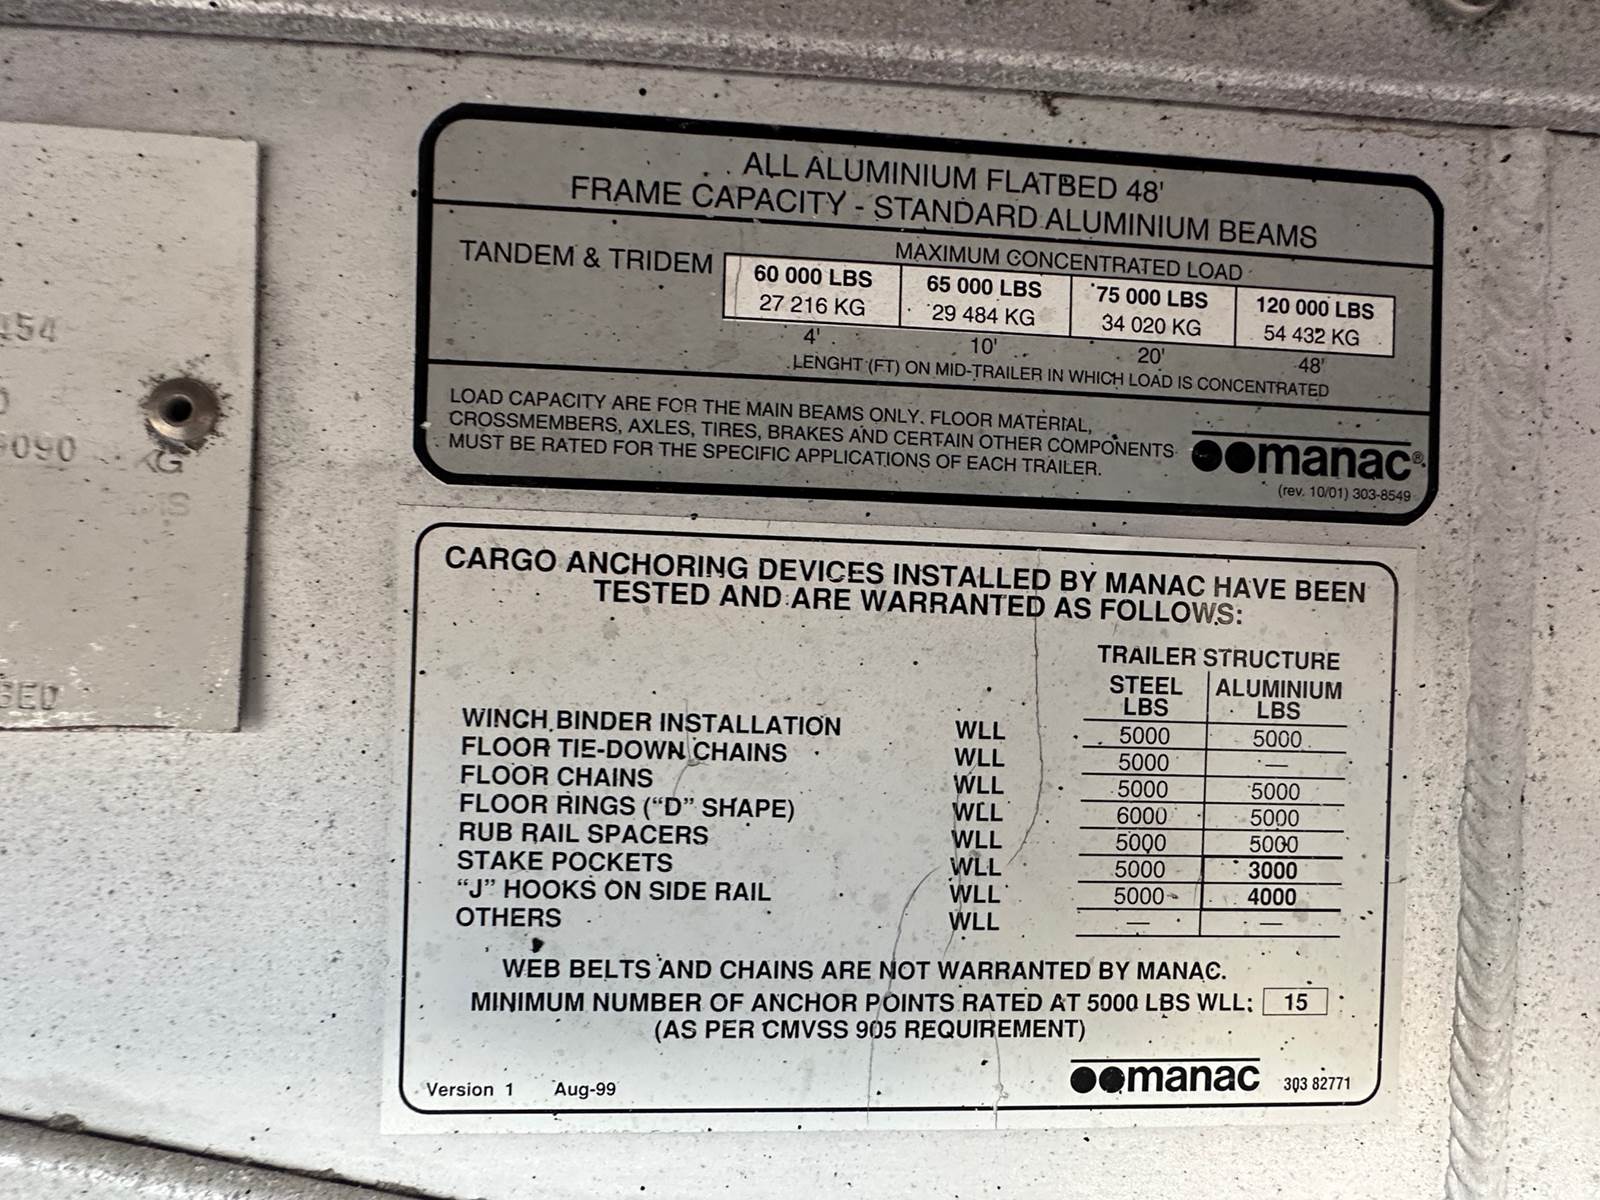 154
0
6090
KG
BED
ALL ALUMINIUM FLATBED 48'
FRAME CAPACITY - STANDARD ALUMINIUM BEAMS
TANDEM & TRIDEM
MAXIMUM CONCENTRATED LOAD
60 000 LBS 65 000 LBS 75 000 LBS 120 000 LBS
27 216 KG 29 484 KG 34 020 KG 54 432 KG
4' 10' 20' 48'
LENGHT (FT) ON MID-TRAILER IN WHICH LOAD IS CONCENTRATED
LOAD CAPACITY ARE FOR THE MAIN BEAMS ONLY. FLOOR MATERIAL,
CROSSMEMBERS, AXLES, TIRES, BRAKES AND CERTAIN OTHER COMPONENTS
MUST BE RATED FOR THE SPECIFIC APPLICATIONS OF EACH TRAILER.
manac®
(rev. 10/01) 303-8549
CARGO ANCHORING DEVICES INSTALLED BY MANAC HAVE BEEN
TESTED AND ARE WARRANTED AS FOLLOWS:
TRAILER STRUCTURE
STEEL ALUMINIUM
LBS LBS
WINCH BINDER INSTALLATION WLL 5000 5000
FLOOR TIE-DOWN CHAINS WLL 5000 —
FLOOR CHAINS WLL 5000 5000
FLOOR RINGS ("D" SHAPE) WLL 6000 5000
RUB RAIL SPACERS WLL 5000 5000
STAKE POCKETS WLL 5000 3000
"J" HOOKS ON SIDE RAIL WLL 5000 4000
OTHERS WLL — —
WEB BELTS AND CHAINS ARE NOT WARRANTED BY MANAC.
MINIMUM NUMBER OF ANCHOR POINTS RATED AT 5000 LBS WLL: 15
(AS PER CMVSS 905 REQUIREMENT)
manac
Version 1 Aug-99 303 82771